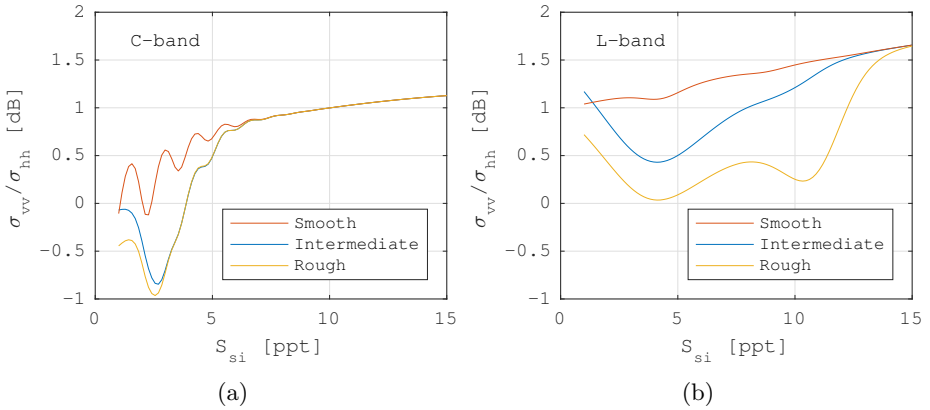 C-band
σvv/σhh [dB]
2
1.5
1
0.5
0
−0.5
−1
Smooth
Intermediate
Rough
0
5
10
15
Ssi [ppt]
(a)
L-band
σvv/σhh [dB]
2
1.5
1
0.5
0
−0.5
−1
Smooth
Intermediate
Rough
0
5
10
15
Ssi [ppt]
(b)